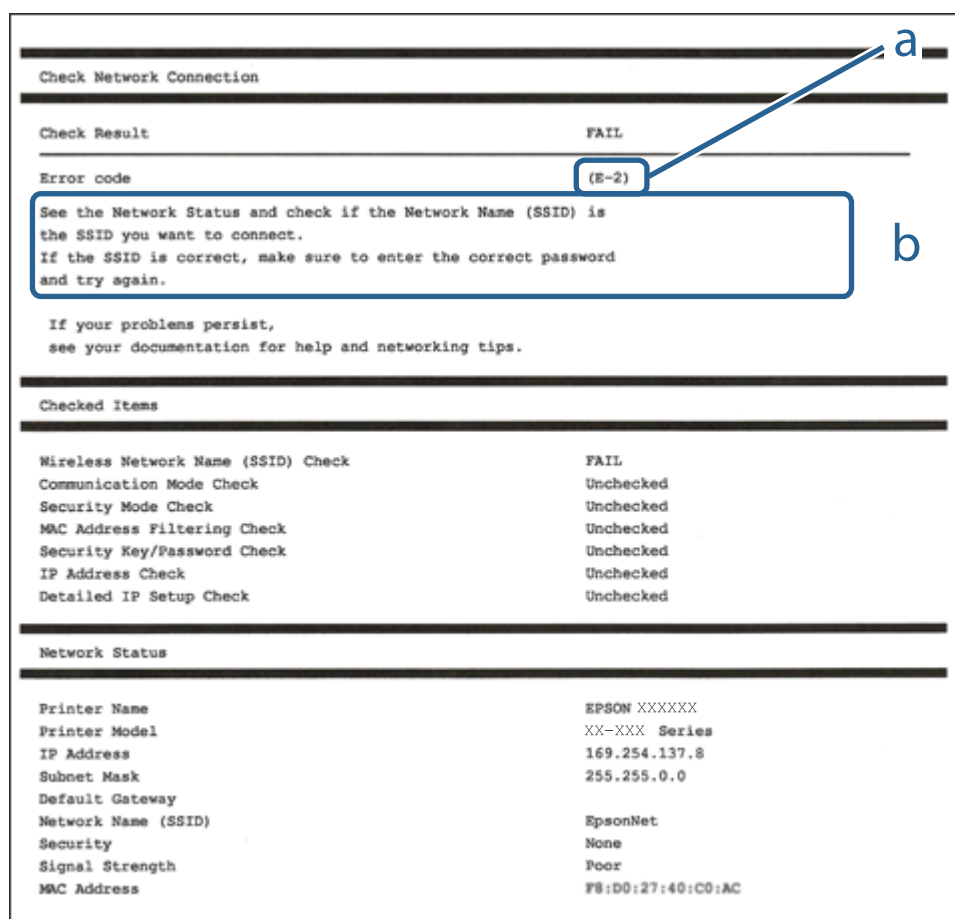 a
Check Network Connection
Check Result FAIL
Error code (E-2)
See the Network Status and check if the Network Name (SSID) is
the SSID you want to connect.
If the SSID is correct, make sure to enter the correct password
and try again.
b
If your problems persist,
see your documentation for help and networking tips.
Checked Items
Wireless Network Name (SSID) Check FAIL
Communication Mode Check Unchecked
Security Mode Check Unchecked
MAC Address Filtering Check Unchecked
Security Key/Password Check Unchecked
IP Address Check Unchecked
Detailed IP Setup Check Unchecked
Network Status
Printer Name EPSON XXXXXX
Printer Model XX-XXX Series
IP Address 169.254.137.8
Subnet Mask 255.255.0.0
Default Gateway
Network Name (SSID) EpsonNet
Security None
Signal Strength Poor
MAC Address F8:D0:27:40:C0:AC